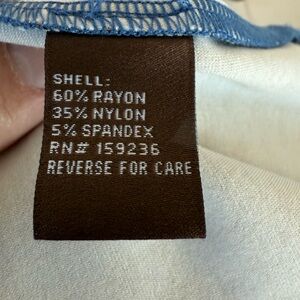 SHELL:
60% RAYON
35% NYLON
5% SPANDEX
RN# 159236
REVERSE FOR CARE